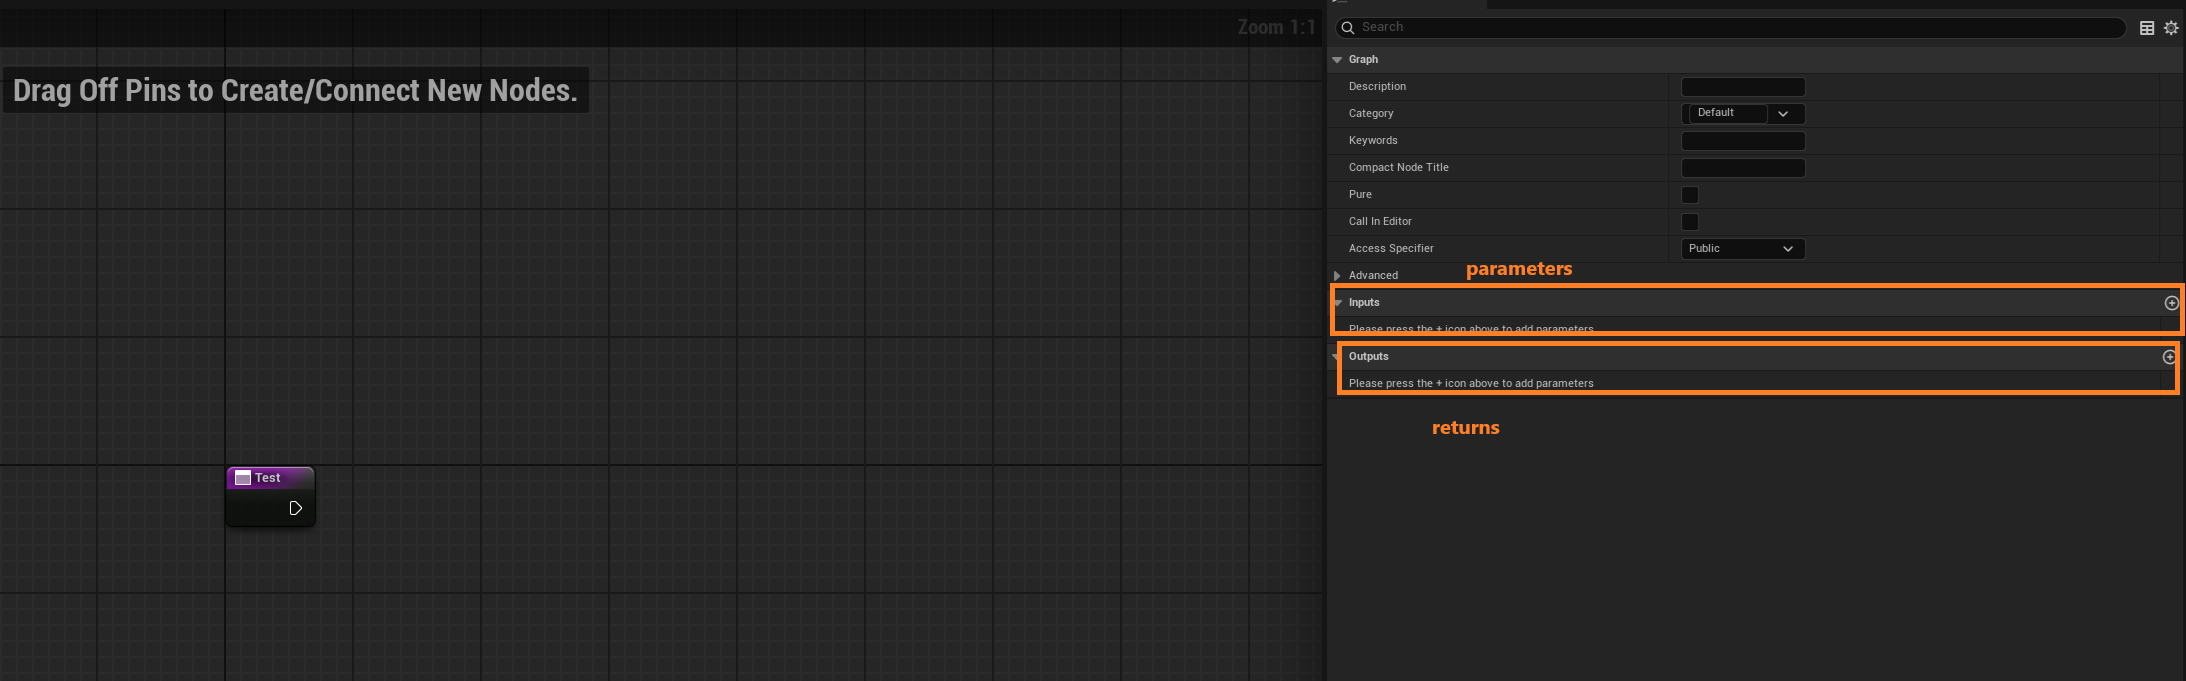 Zoom 1:1
Drag Off Pins to Create/Connect New Nodes.
Test
Search
Graph
Description
Category Default
Keywords
Compact Node Title
Pure
Call In Editor
Access Specifier Public
Advanced
parameters
Inputs
Please press the + icon above to add parameters
Outputs
Please press the + icon above to add parameters
returns